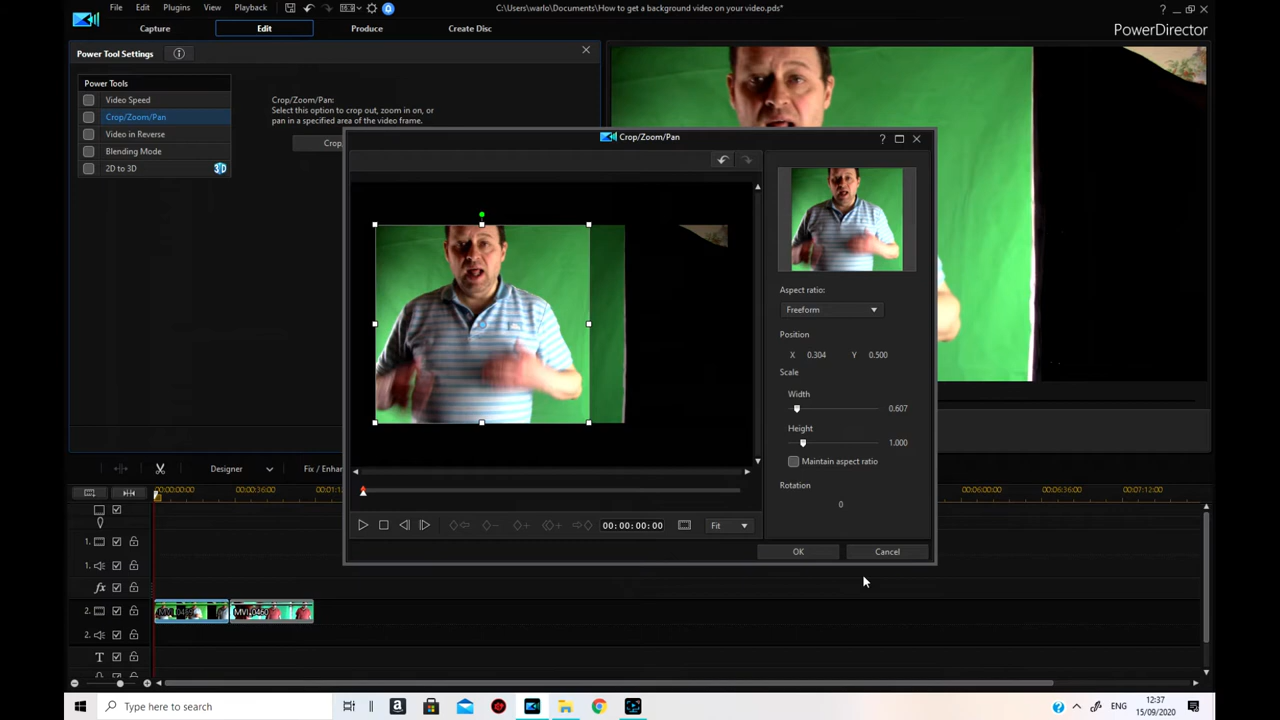 File Edit Plugins View Playback
C:\Users\warlo\Documents\How to get a background video on your video.pds*
Capture Edit Produce Create Disc
PowerDirector
Power Tool Settings
Power Tools
Video Speed
Crop/Zoom/Pan
Video in Reverse
Blending Mode
2D to 3D
3D
Crop/Zoom/Pan:
Select this option to crop out, zoom in on, or
pan in a specified area of the video frame.
Crop/Zoom/Pan
Aspect ratio:
Freeform
Position
X 0.304 Y 0.500
Scale
Width
0.607
Height
1.000
Maintain aspect ratio
Rotation
0
00:00:00:00 Fit
OK Cancel
Designer Fix / Enhan
00:00:00:00 00:00:36:00 00:01:1 00:06:00:00 00:06:36:00 00:07:12:00
1.
1.
fx
2. MVI_0460
2.
T
Type here to search
ENG
12:37
15/09/2020